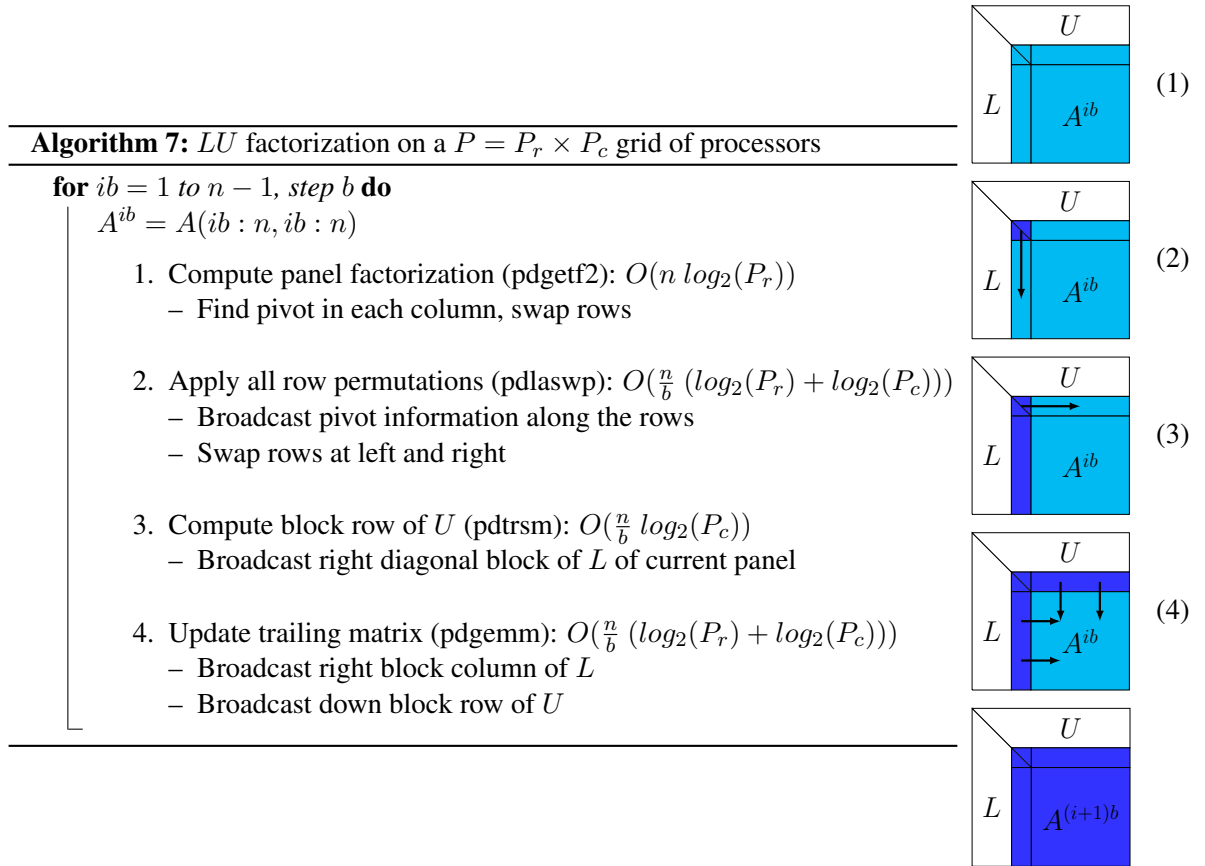 Algorithm 7: LU factorization on a P = P_r × P_c grid of processors
for ib = 1 to n − 1, step b do
A^{ib} = A(ib : n, ib : n)
1. Compute panel factorization (pdgetf2): O(n log_2(P_r))
– Find pivot in each column, swap rows
2. Apply all row permutations (pdlaswp): O(\frac{n}{b} (log_2(P_r) + log_2(P_c)))
– Broadcast pivot information along the rows
– Swap rows at left and right
3. Compute block row of U (pdtrsm): O(\frac{n}{b} log_2(P_c))
– Broadcast right diagonal block of L of current panel
4. Update trailing matrix (pdgemm): O(\frac{n}{b} (log_2(P_r) + log_2(P_c)))
– Broadcast right block column of L
– Broadcast down block row of U
U
(1)
L A^{ib}
U
(2)
L A^{ib}
U
(3)
L A^{ib}
U
(4)
L A^{ib}
U
L A^{(i+1)b}